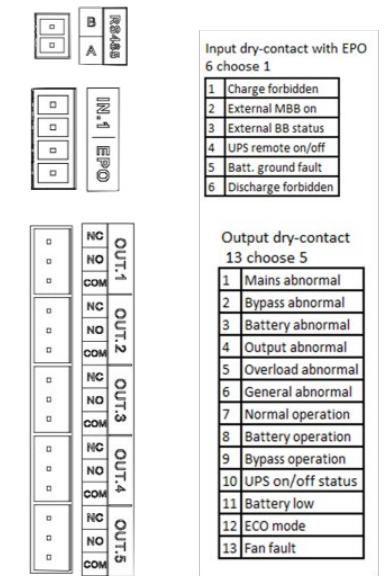 B
A
RS485
IN.1 EPO
Input dry-contact with EPO
6 choose 1
1 Charge forbidden
2 External MBB on
3 External BB status
4 UPS remote on/off
5 Batt. ground fault
6 Discharge forbidden
NC
NO
COM
OUT.1
NC
NO
COM
OUT.2
NC
NO
COM
OUT.3
NC
NO
COM
OUT.4
NC
NO
COM
OUT.5
Output dry-contact
13 choose 5
1 Mains abnormal
2 Bypass abnormal
3 Battery abnormal
4 Output abnormal
5 Overload abnormal
6 General abnormal
7 Normal operation
8 Battery operation
9 Bypass operation
10 UPS on/off status
11 Battery low
12 ECO mode
13 Fan fault